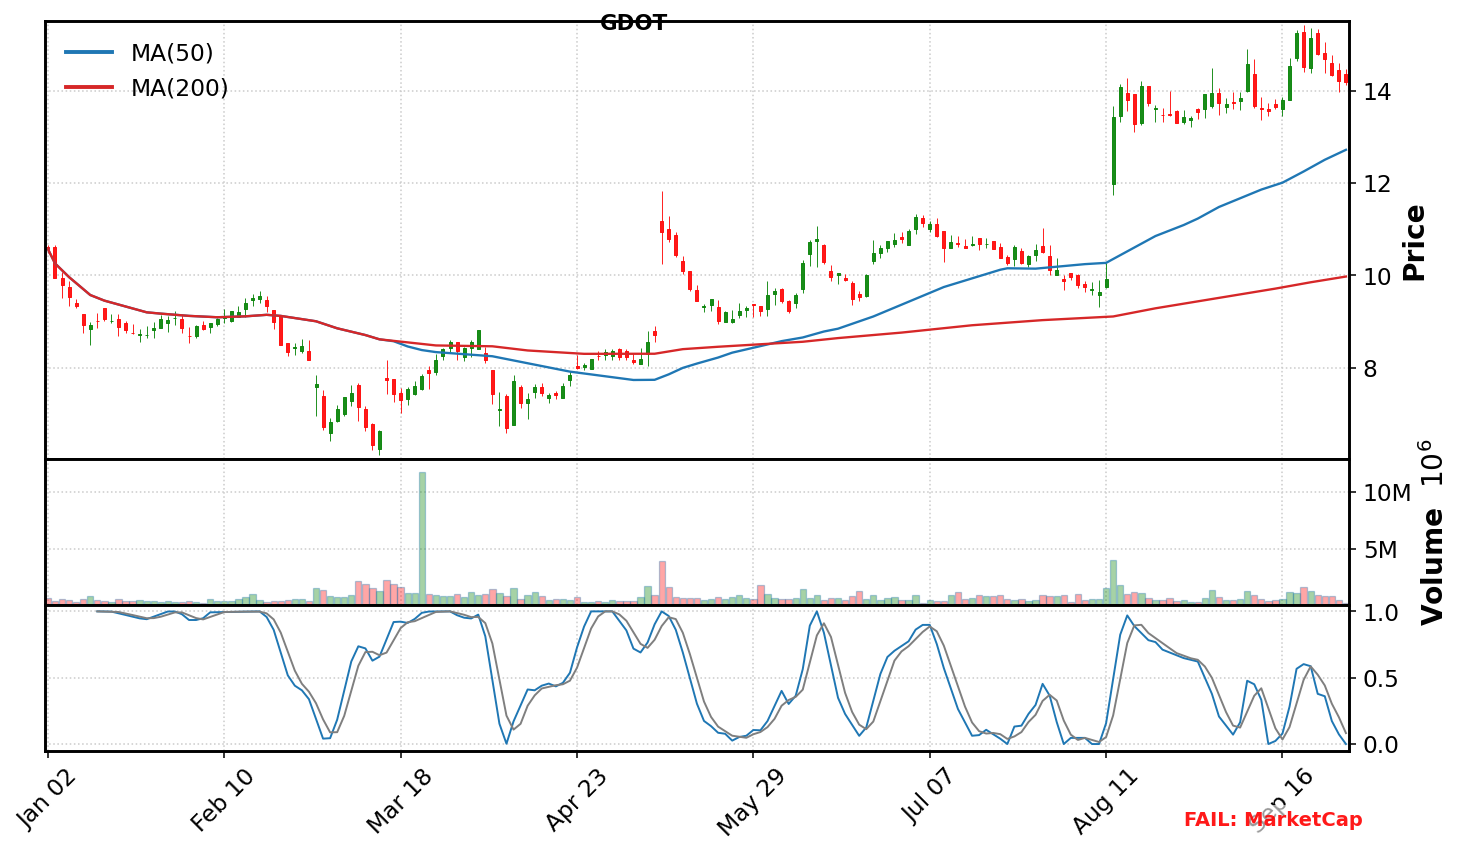 GDOT
MA(50)
MA(200)
14
12
10
8
Price
10M
5M
Volume 10^6
1.0
0.5
0.0
Jan 02
Feb 10
Mar 18
Apr 23
May 29
Jul 07
Aug 11
Sep 16
FAIL: MarketCap